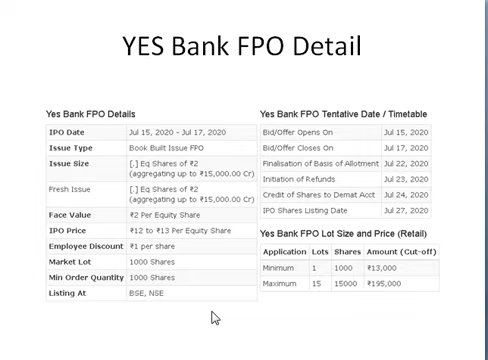 YES Bank FPO Detail
Yes Bank FPO Details
IPO Date Jul 15, 2020 - Jul 17, 2020
Issue Type Book Built Issue FPO
Issue Size [.] Eq Shares of ₹2
(aggregating up to ₹15,000.00 Cr)
Fresh Issue [.] Eq Shares of ₹2
(aggregating up to ₹15,000.00 Cr)
Face Value ₹2 Per Equity Share
IPO Price ₹12 to ₹13 Per Equity Share
Employee Discount ₹1 per share
Market Lot 1000 Shares
Min Order Quantity 1000 Shares
Listing At BSE, NSE
Yes Bank FPO Tentative Date / Timetable
Bid/Offer Opens On Jul 15, 2020
Bid/Offer Closes On Jul 17, 2020
Finalisation of Basis of Allotment Jul 22, 2020
Initiation of Refunds Jul 23, 2020
Credit of Shares to Demat Acct Jul 24, 2020
IPO Shares Listing Date Jul 27, 2020
Yes Bank FPO Lot Size and Price (Retail)
Application Lots Shares Amount (Cut-off)
Minimum 1 1000 ₹13,000
Maximum 15 15000 ₹195,000